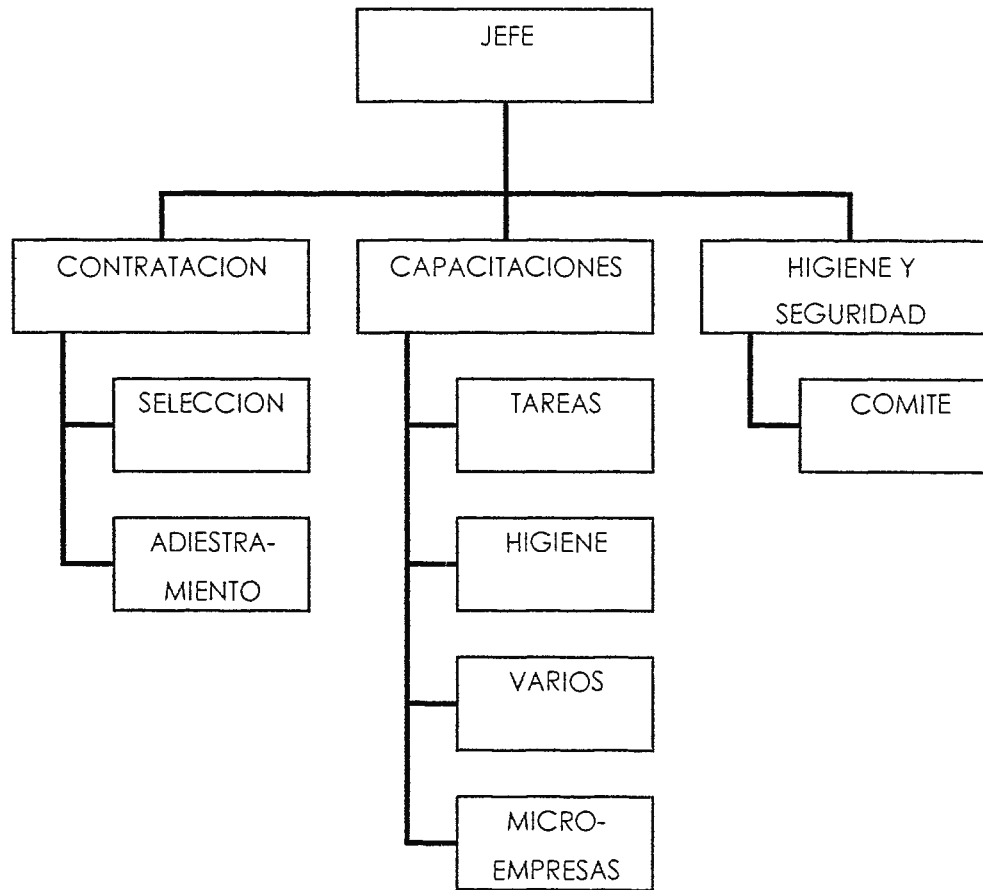 JEFE
CONTRATACION
CAPACITACIONES
HIGIENE Y
SEGURIDAD
SELECCION
ADIESTRA-
MIENTO
TAREAS
HIGIENE
VARIOS
MICRO-
EMPRESAS
COMITE